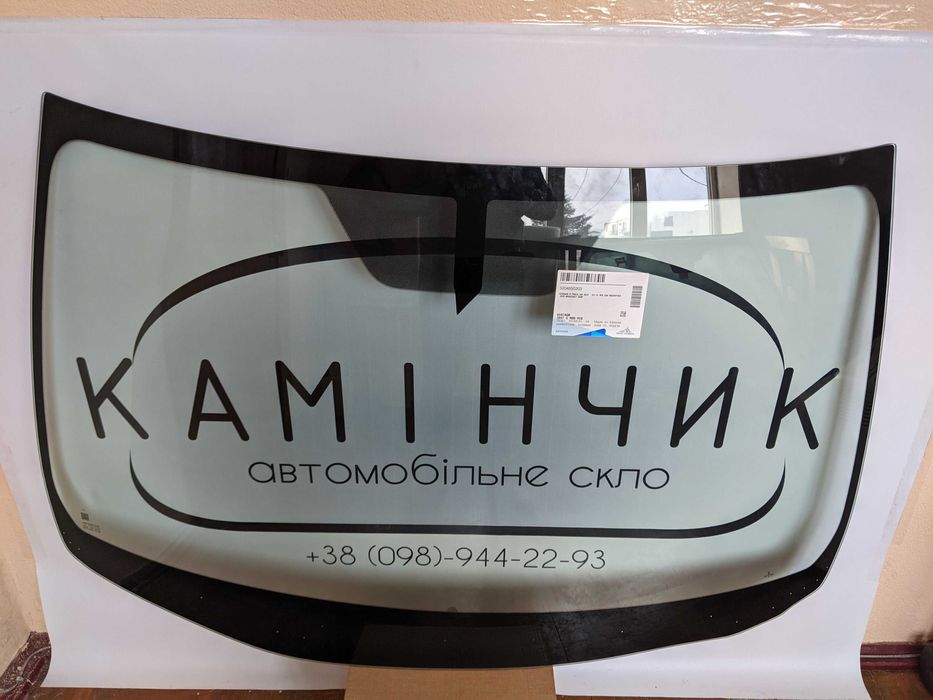 КАМІНЧИК
автомобільне скло
+38 (098)-944-22-93